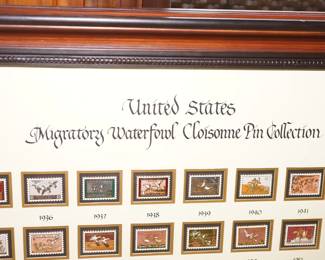 United States
Migratory Waterfowl Cloisonne Pin Collection
1936 1937 1938 1939 1940 1941